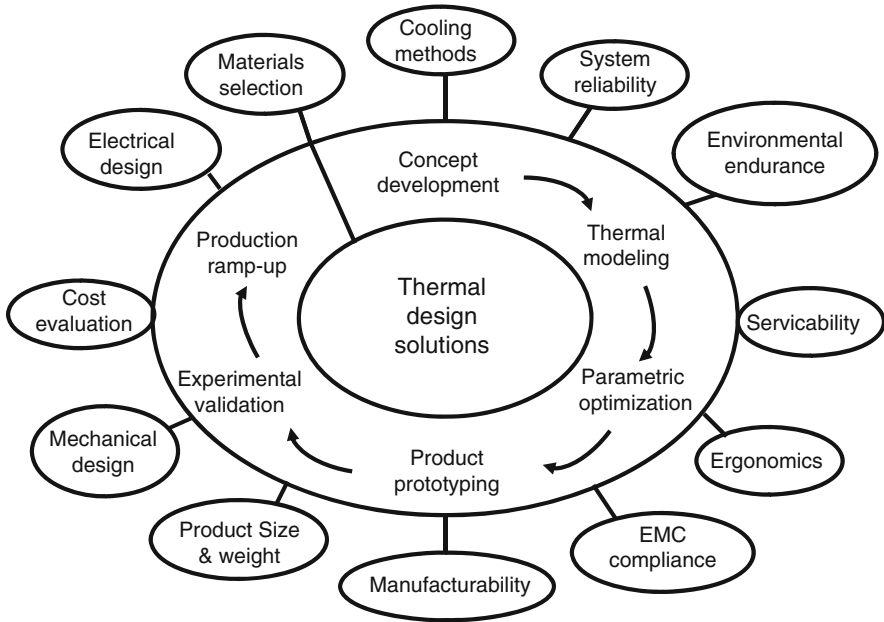 Cooling
methods
Materials
selection
System
reliability
Electrical
design
Environmental
endurance
Concept
development
Production
ramp-up
Thermal
modeling
Thermal
design
solutions
Cost
evaluation
Servicability
Experimental
validation
Parametric
optimization
Mechanical
design
Product
prototyping
Ergonomics
Product Size
& weight
EMC
compliance
Manufacturability